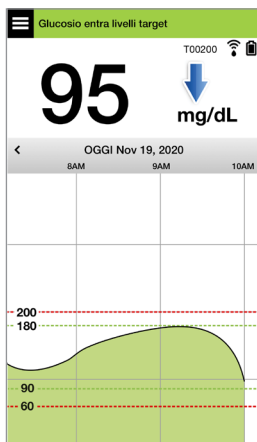 Glucosio entra livelli target
T00200
95
mg/dL
< OGGI Nov 19, 2020
8AM 9AM 10AM
200
180
90
60